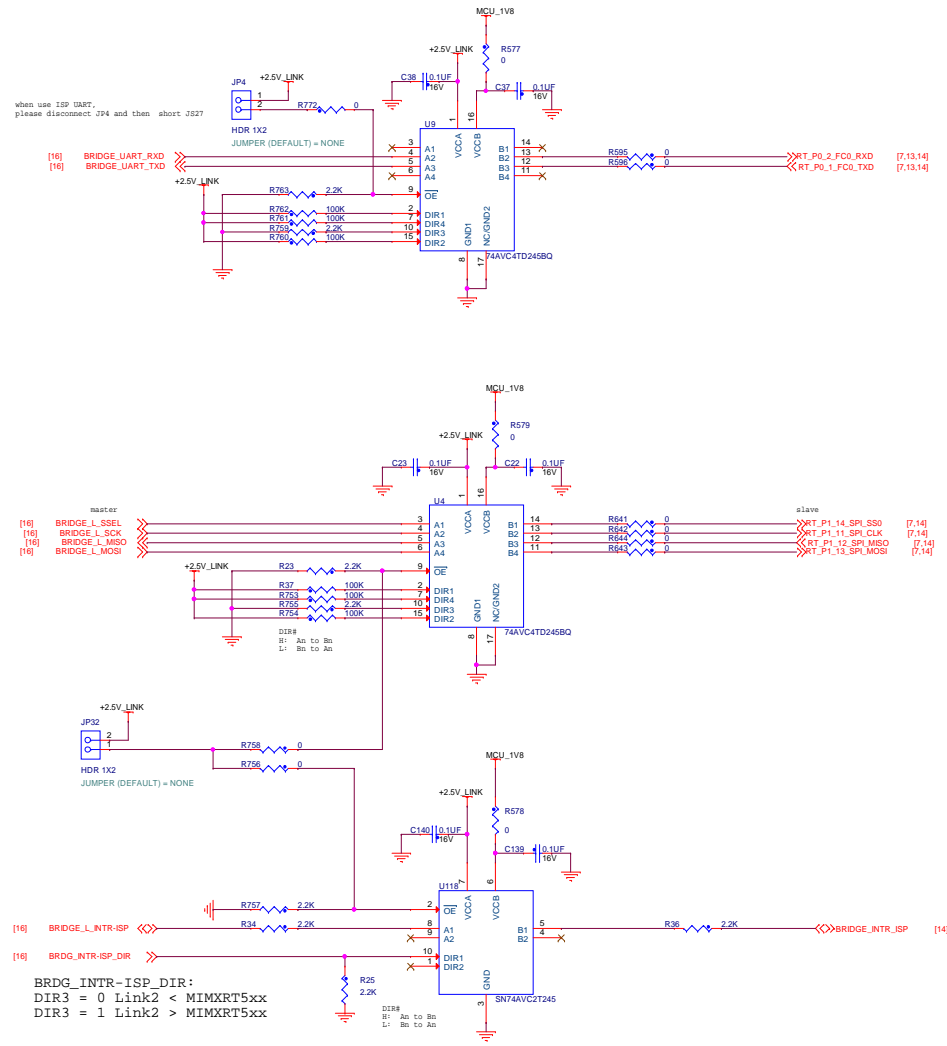 MCU_1V8
+2.5V_LINK
R577
0
C38
0.1UF
16V
C37
0.1UF
16V
JP4
+2.5V_LINK
1
2
R772
0
when use ISP UART,
please disconnect JP4 and then short JS27
HDR 1X2
JUMPER (DEFAULT) = NONE
U9
1
16
VCCA
VCCB
3
A1
B1
14
[16]
BRIDGE_UART_RXD
4
A2
B2
13
R595
0
RT_P0_2_FC0_RXD
[7,13,14]
[16]
BRIDGE_UART_TXD
5
A3
B3
12
R596
0
RT_P0_1_FC0_TXD
[7,13,14]
6
A4
B4
11
+2.5V_LINK
R763
2.2K
9
OE
R762
100K
2
DIR1
R761
100K
7
DIR4
R759
2.2K
10
DIR3
R760
100K
15
DIR2
GND1
NC/GND2
8
17
74AVC4TD245BQ
MCU_1V8
R579
0
+2.5V_LINK
C23
0.1UF
16V
C22
0.1UF
16V
U4
1
16
VCCA
VCCB
master
slave
[16]
BRIDGE_L_SSEL
3
A1
B1
14
R641
0
RT_P1_14_SPI_SS0
[7,14]
[16]
BRIDGE_L_SCK
4
A2
B2
13
R642
0
RT_P1_11_SPI_CLK
[7,14]
[16]
BRIDGE_L_MISO
5
A3
B3
12
R644
0
RT_P1_12_SPI_MISO
[7,14]
[16]
BRIDGE_L_MOSI
6
A4
B4
11
R643
0
RT_P1_13_SPI_MOSI
[7,14]
+2.5V_LINK
R23
2.2K
9
OE
R37
100K
2
DIR1
R753
100K
7
DIR4
R755
2.2K
10
DIR3
R754
100K
15
DIR2
GND1
NC/GND2
8
17
74AVC4TD245BQ
DIR#
H: An to Bn
L: Bn to An
+2.5V_LINK
JP32
2
1
HDR 1X2
JUMPER (DEFAULT) = NONE
R758
0
R756
0
MCU_1V8
+2.5V_LINK
R578
0
C140
0.1UF
16V
C139
0.1UF
16V
U118
7
6
VCCA
VCCB
R757
2.2K
2
OE
[16]
BRIDGE_L_INTR-ISP
R34
2.2K
8
A1
B1
5
R36
2.2K
BRIDGE_INTR_ISP
[14]
9
A2
B2
4
[16]
BRDG_INTR-ISP_DIR
10
DIR1
1
DIR2
GND
3
SN74AVC2T245
R25
2.2K
BRDG_INTR-ISP_DIR:
DIR3 = 0 Link2 < MIMXRT5xx
DIR3 = 1 Link2 > MIMXRT5xx
DIR#
H: An to Bn
L: Bn to An